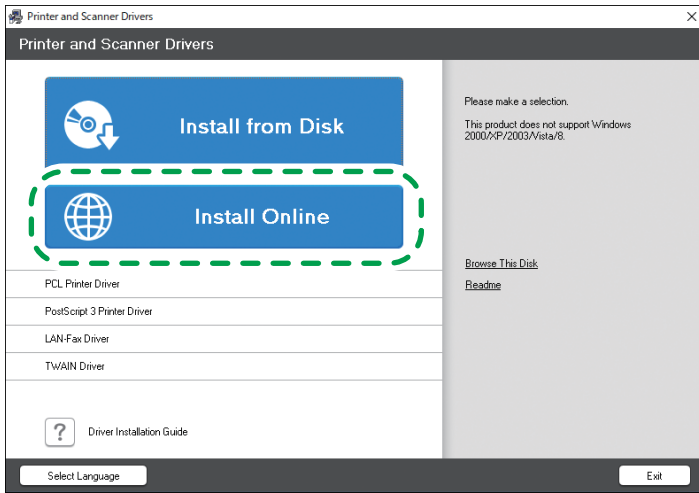 Printer and Scanner Drivers
Printer and Scanner Drivers
Install from Disk
Install Online
PCL Printer Driver
PostScript 3 Printer Driver
LAN-Fax Driver
TWAIN Driver
? Driver Installation Guide
Please make a selection.
This product does not support Windows
2000/XP/2003/Vista/8.
Browse This Disk
Readme
Select Language
Exit